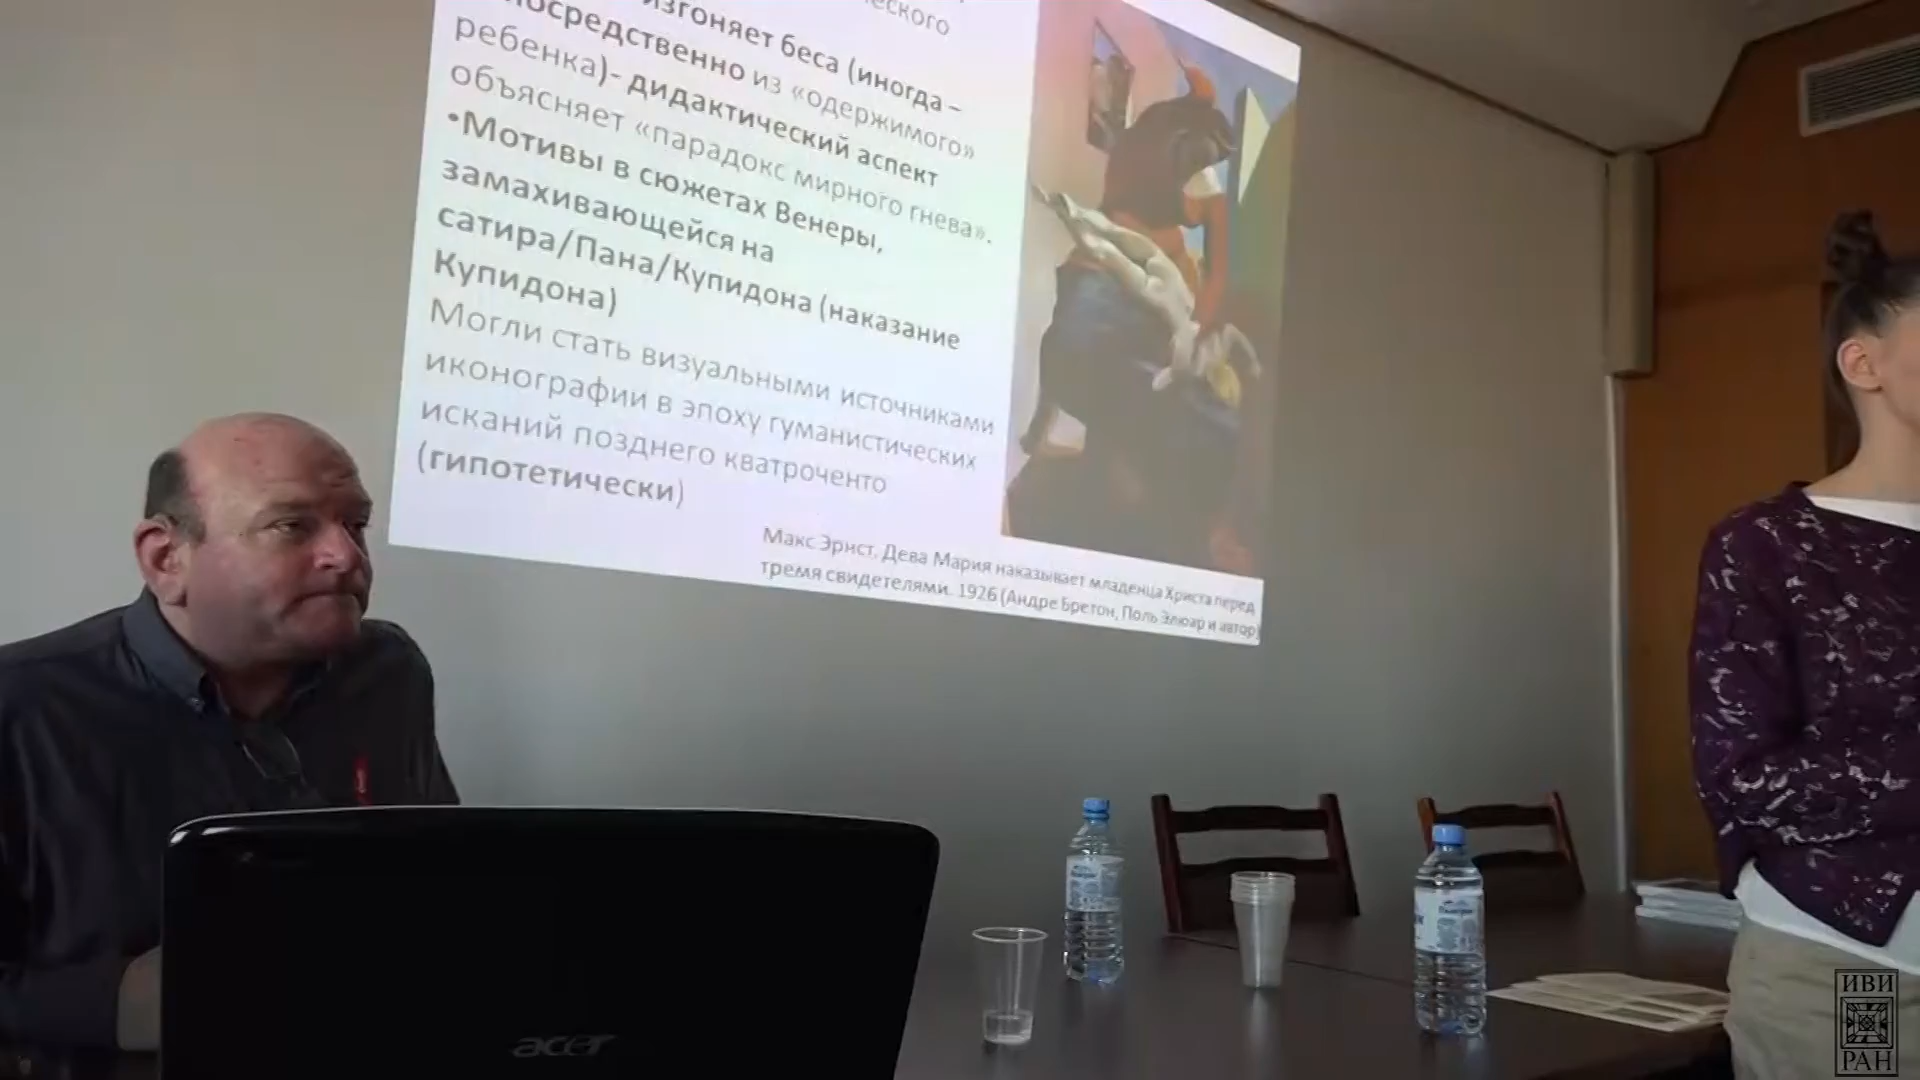 изгоняет беса (иногда –
из «одержимого»
ребенка)- дидактический аспект
объясняет «парадокс мирного гнева».
•Мотивы в сюжетах Венеры,
замахивающейся на
сатира/Пана/Купидона (наказание
Купидона)
Могли стать визуальными источниками
иконографии в эпоху гуманистических
исканий позднего кватроченто
(гипотетически)
Макс Эрнст. Дева Мария наказывает младенца Христа перед
тремя свидетелями. 1926 (Андре Бретон, Поль Элюар и автор)
acer
ИВИ
РАН